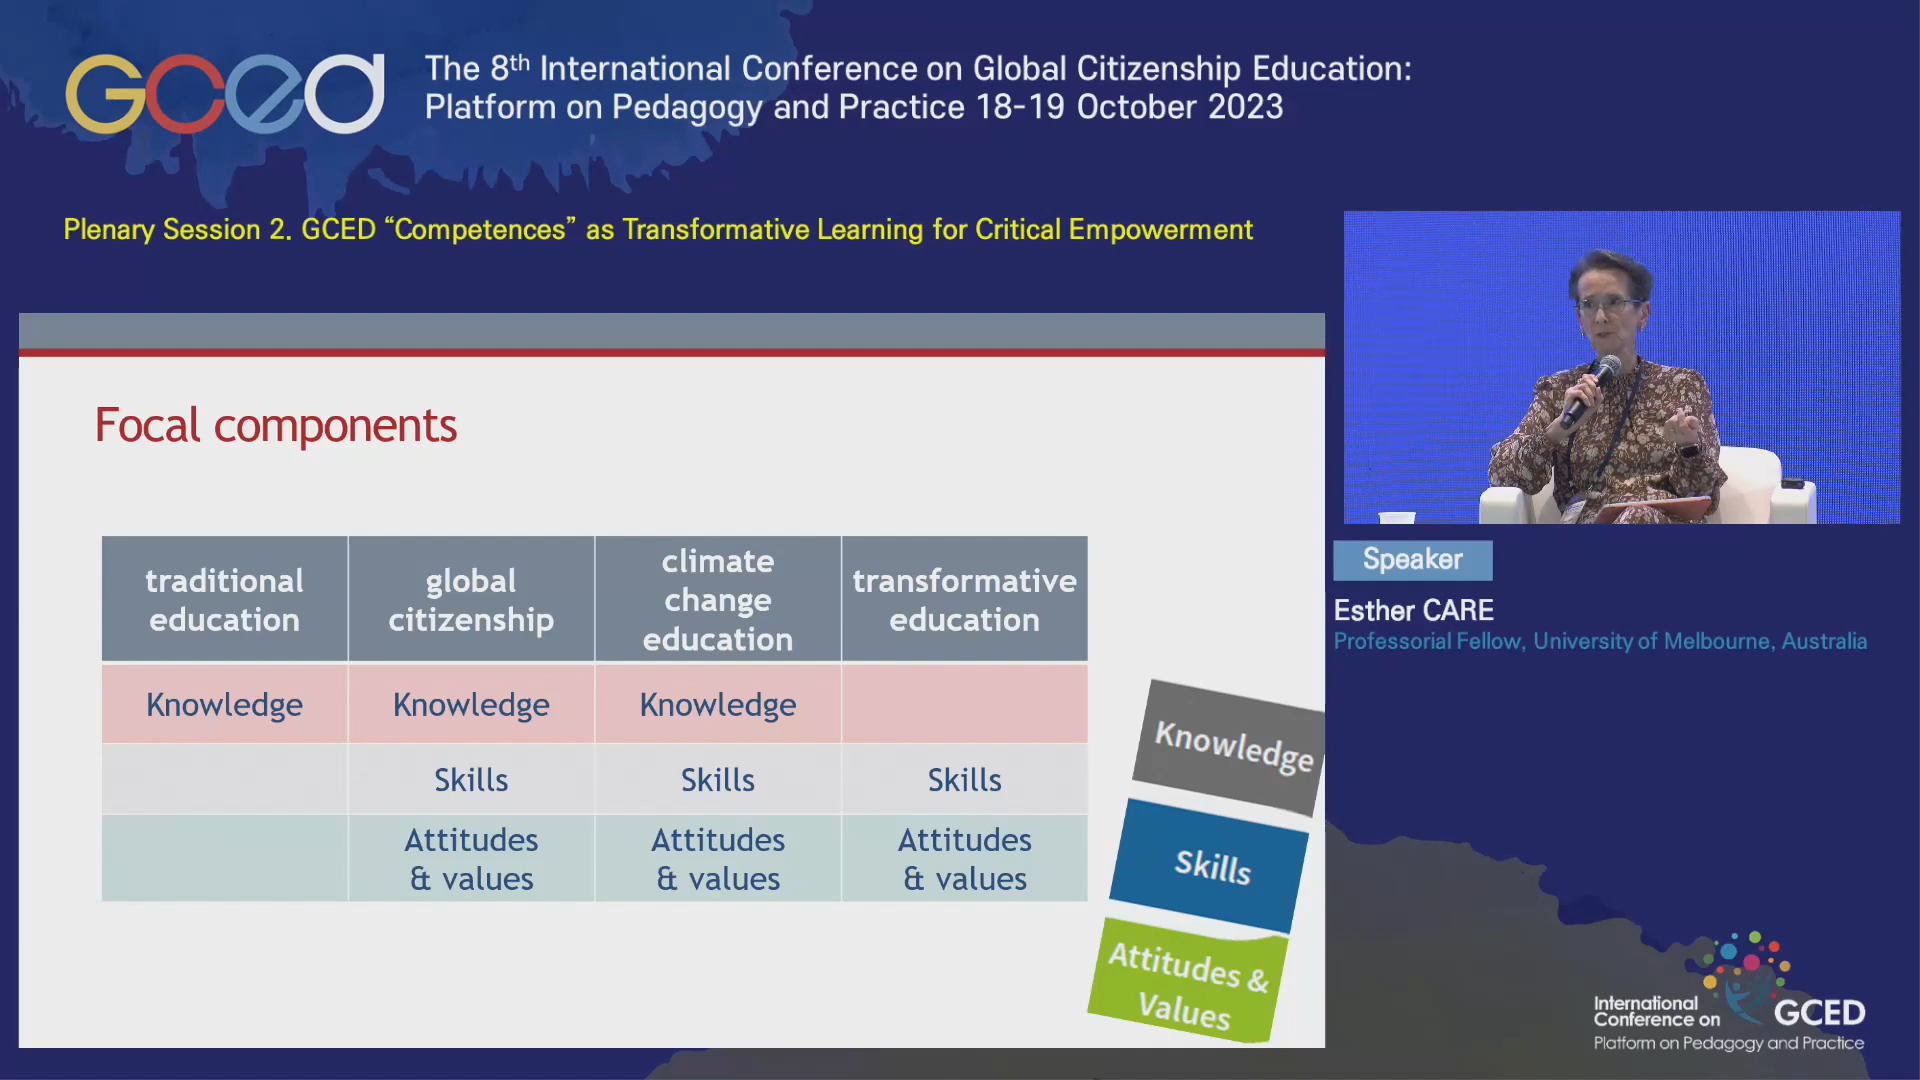 GCED
The 8th International Conference on Global Citizenship Education:
Platform on Pedagogy and Practice 18-19 October 2023
Plenary Session 2. GCED “Competences” as Transformative Learning for Critical Empowerment
Focal components
traditional
education
global
citizenship
climate
change
education
transformative
education
Knowledge
Knowledge
Knowledge
Skills
Skills
Skills
Attitudes
& values
Attitudes
& values
Attitudes
& values
Knowledge
Skills
Attitudes &
Values
Speaker
Esther CARE
Professorial Fellow, University of Melbourne, Australia
International
Conference on
GCED
Platform on Pedagogy and Practice